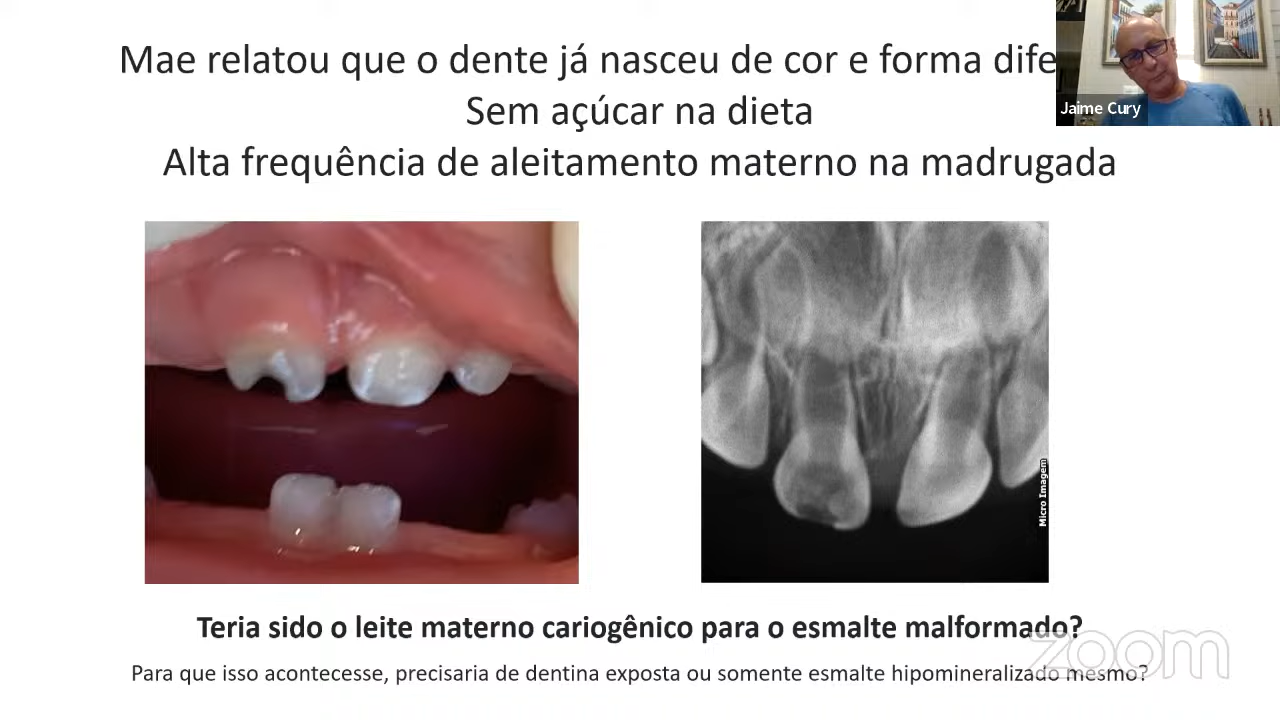 Mae relatou que o dente já nasceu de cor e forma dife
Sem açúcar na dieta
Alta frequência de aleitamento materno na madrugada
Jaime Cury
Micro Imagem
Teria sido o leite materno cariogênico para o esmalte malformado?
Para que isso acontecesse, precisaria de dentina exposta ou somente esmalte hipomineralizado mesmo?
zoom